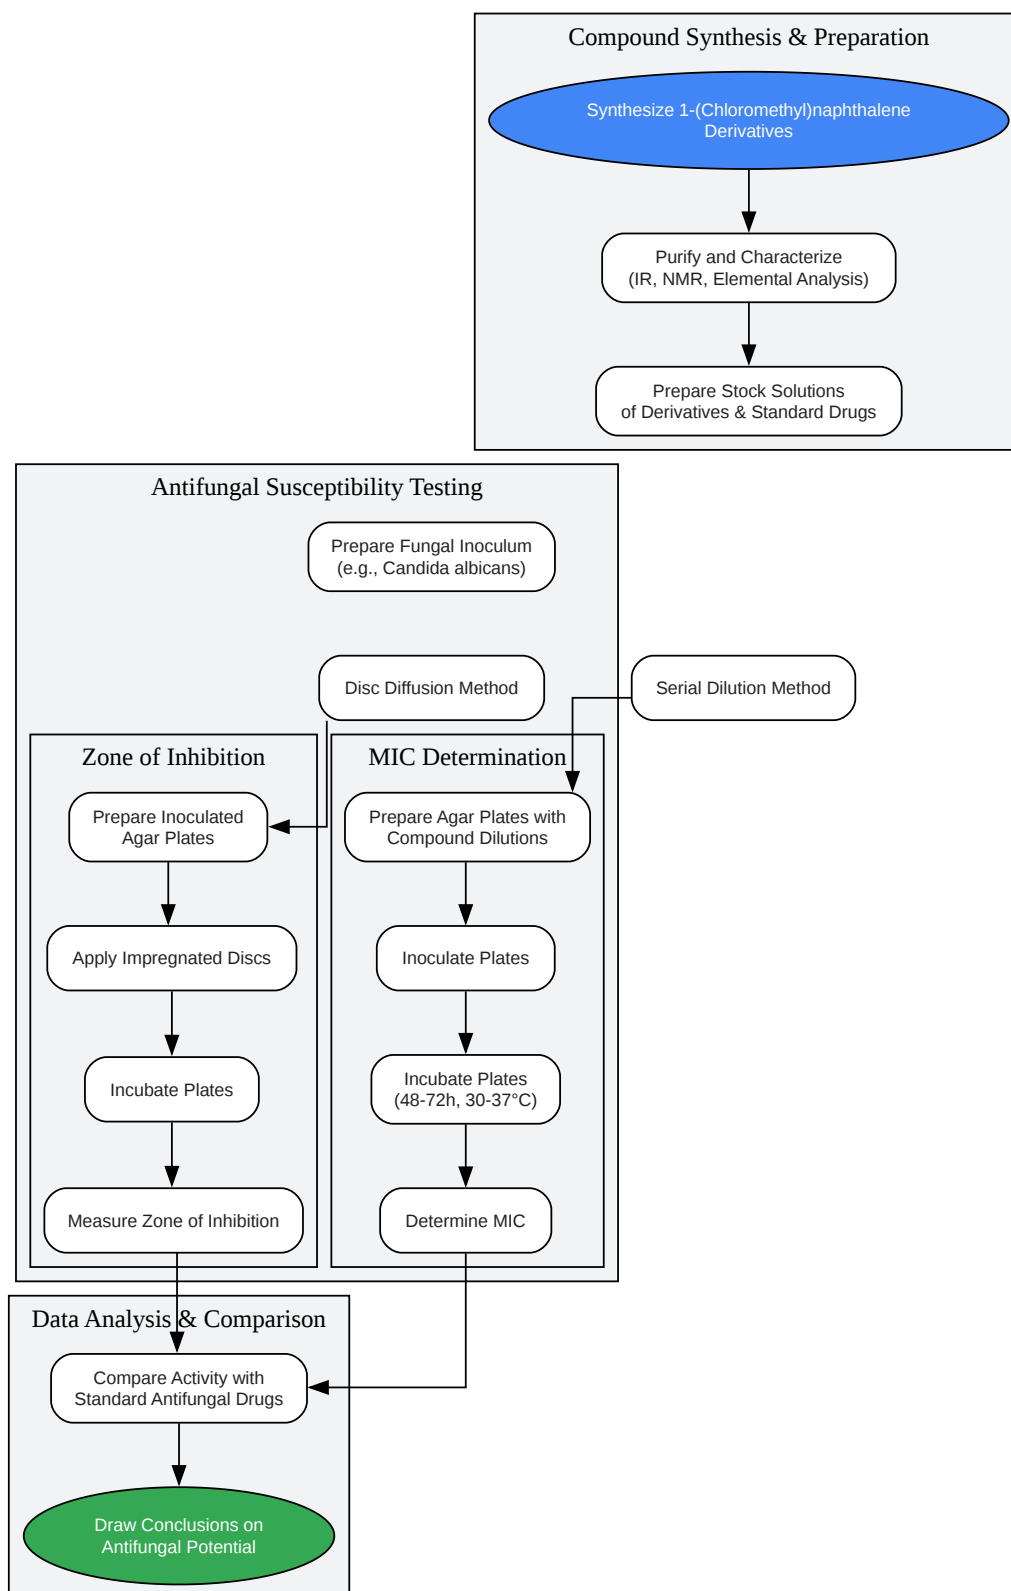 Compound Synthesis & Preparation
Synthesize 1-(Chloromethyl)naphthalene
Derivatives
Purify and Characterize
(IR, NMR, Elemental Analysis)
Prepare Stock Solutions
of Derivatives & Standard Drugs
Antifungal Susceptibility Testing
Prepare Fungal Inoculum
(e.g., Candida albicans)
Disc Diffusion Method
Serial Dilution Method
Zone of Inhibition
Prepare Inoculated
Agar Plates
Apply Impregnated Discs
Incubate Plates
Measure Zone of Inhibition
MIC Determination
Prepare Agar Plates with
Compound Dilutions
Inoculate Plates
Incubate Plates
(48-72h, 30-37°C)
Determine MIC
Data Analysis & Comparison
Compare Activity with
Standard Antifungal Drugs
Draw Conclusions on
Antifungal Potential